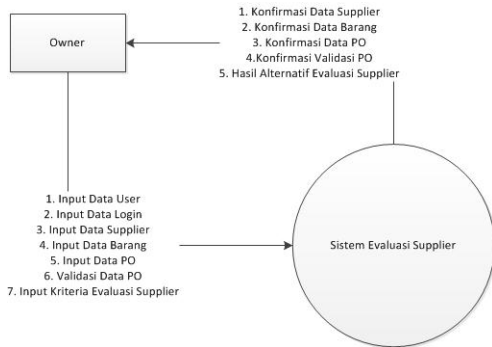 1. Konfirmasi Data Supplier
2. Konfirmasi Data Barang
3. Konfirmasi Data PO
4.Konfirmasi Validasi PO
5. Hasil Alternatif Evaluasi Supplier
Owner
1. Input Data User
2. Input Data Login
3. Input Data Supplier
4. Input Data Barang
5. Input Data PO
6. Validasi Data PO
7. Input Kriteria Evaluasi Supplier
Sistem Evaluasi Supplier